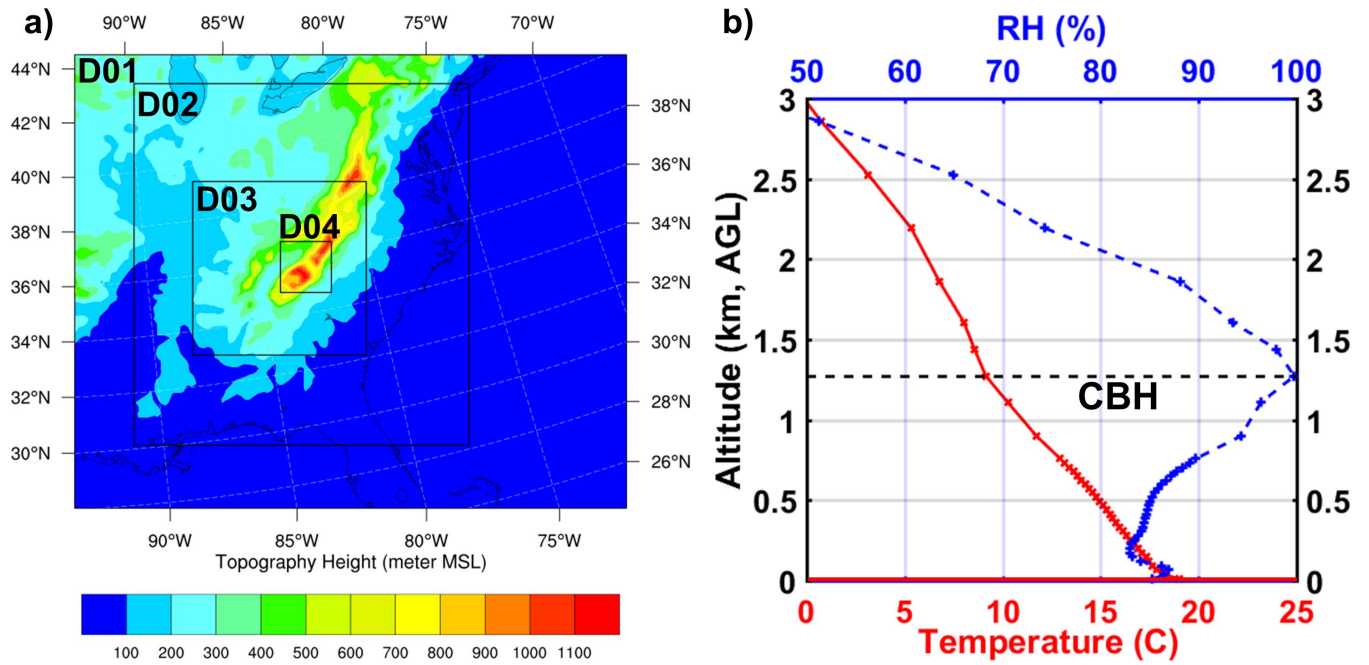 a)
90°W 85°W 80°W 75°W 70°W
44°N
42°N
40°N
38°N
36°N
34°N
32°N
30°N
D01
D02
D03
D04
38°N
36°N
34°N
32°N
30°N
28°N
26°N
90°W 85°W 80°W 75°W
Topography Height (meter MSL)
100 200 300 400 500 600 700 800 900 1000 1100
b)
RH (%)
50 60 70 80 90 100
Altitude (km, AGL)
3
2.5
2
1.5
1
0.5
0
CBH
3
2.5
2
1.5
1
0.5
0
0 5 10 15 20 25
Temperature (C)